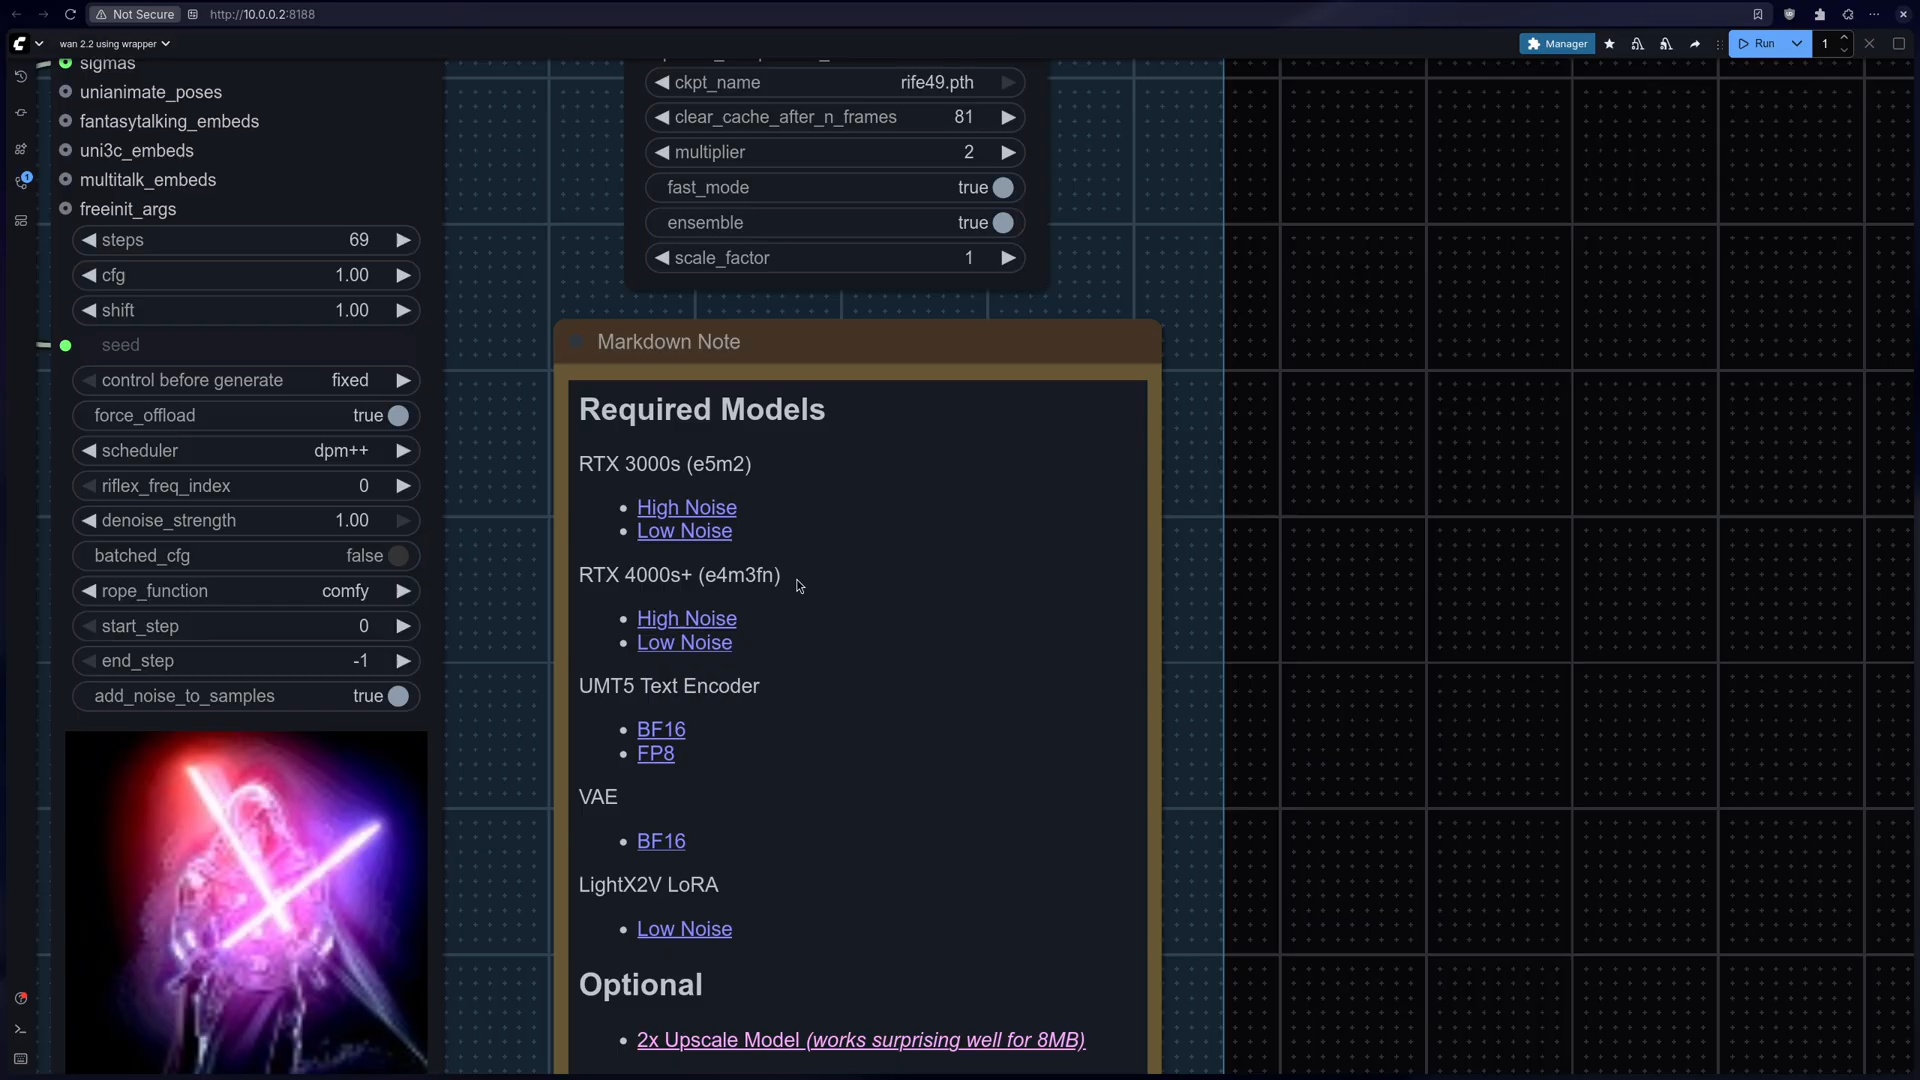 Not Secure
http://10.0.0.2:8188
wan 2.2 using wrapper
Manager
Run
1
1
sigmas
unianimate_poses
fantasytalking_embeds
uni3c_embeds
multitalk_embeds
freeinit_args
steps 69
cfg 1.00
shift 1.00
seed
control before generate fixed
force_offload true
scheduler dpm++
riflex_freq_index 0
denoise_strength 1.00
batched_cfg false
rope_function comfy
start_step 0
end_step -1
add_noise_to_samples true
ckpt_name rife49.pth
clear_cache_after_n_frames 81
multiplier 2
fast_mode true
ensemble true
scale_factor 1
Markdown Note
Required Models
RTX 3000s (e5m2)
• High Noise
• Low Noise
RTX 4000s+ (e4m3fn)
• High Noise
• Low Noise
UMT5 Text Encoder
• BF16
• FP8
VAE
• BF16
LightX2V LoRA
• Low Noise
Optional
• 2x Upscale Model (works surprising well for 8MB)